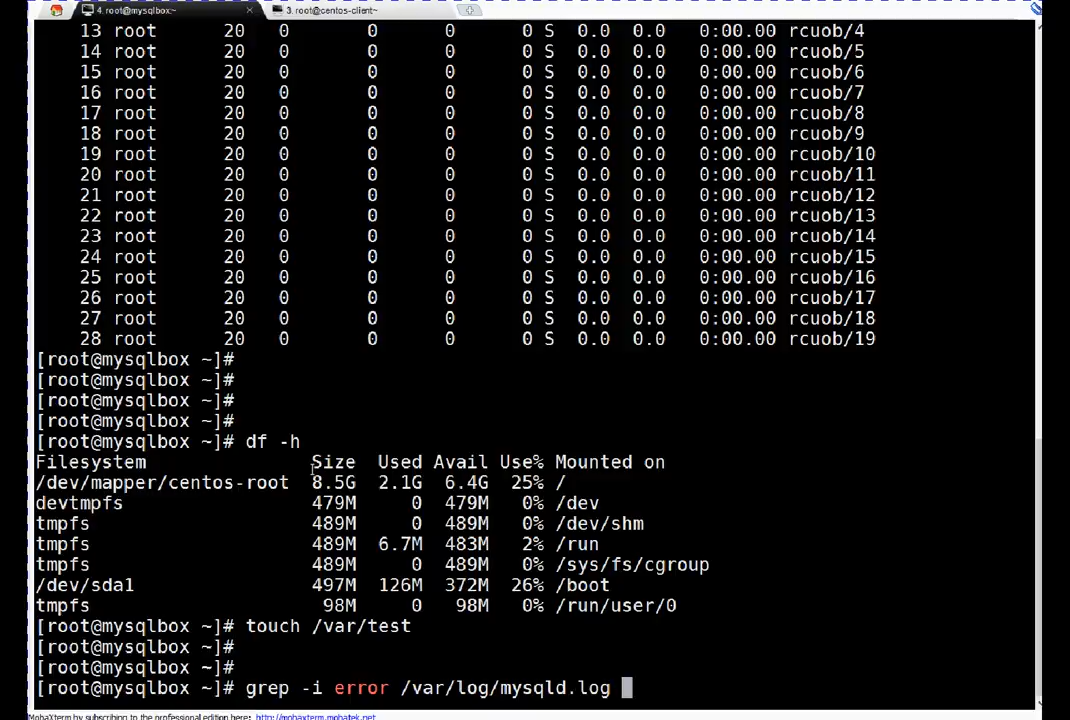 4. root@mysqlbox:~
3. root@centos-client~
13 root 20 0 0 0 0 S 0.0 0.0 0:00.00 rcuob/4
14 root 20 0 0 0 0 S 0.0 0.0 0:00.00 rcuob/5
15 root 20 0 0 0 0 S 0.0 0.0 0:00.00 rcuob/6
16 root 20 0 0 0 0 S 0.0 0.0 0:00.00 rcuob/7
17 root 20 0 0 0 0 S 0.0 0.0 0:00.00 rcuob/8
18 root 20 0 0 0 0 S 0.0 0.0 0:00.00 rcuob/9
19 root 20 0 0 0 0 S 0.0 0.0 0:00.00 rcuob/10
20 root 20 0 0 0 0 S 0.0 0.0 0:00.00 rcuob/11
21 root 20 0 0 0 0 S 0.0 0.0 0:00.00 rcuob/12
22 root 20 0 0 0 0 S 0.0 0.0 0:00.00 rcuob/13
23 root 20 0 0 0 0 S 0.0 0.0 0:00.00 rcuob/14
24 root 20 0 0 0 0 S 0.0 0.0 0:00.00 rcuob/15
25 root 20 0 0 0 0 S 0.0 0.0 0:00.00 rcuob/16
26 root 20 0 0 0 0 S 0.0 0.0 0:00.00 rcuob/17
27 root 20 0 0 0 0 S 0.0 0.0 0:00.00 rcuob/18
28 root 20 0 0 0 0 S 0.0 0.0 0:00.00 rcuob/19
[root@mysqlbox ~]#
[root@mysqlbox ~]#
[root@mysqlbox ~]#
[root@mysqlbox ~]#
[root@mysqlbox ~]# df -h
Filesystem Size Used Avail Use% Mounted on
/dev/mapper/centos-root 8.5G 2.1G 6.4G 25% /
devtmpfs 479M 0 479M 0% /dev
tmpfs 489M 0 489M 0% /dev/shm
tmpfs 489M 6.7M 483M 2% /run
tmpfs 489M 0 489M 0% /sys/fs/cgroup
/dev/sda1 497M 126M 372M 26% /boot
tmpfs 98M 0 98M 0% /run/user/0
[root@mysqlbox ~]# touch /var/test
[root@mysqlbox ~]#
[root@mysqlbox ~]#
[root@mysqlbox ~]# grep -i error /var/log/mysqld.log
MobaXterm by subscribing to the professional edition here: http://mobaxterm.mobatek.net